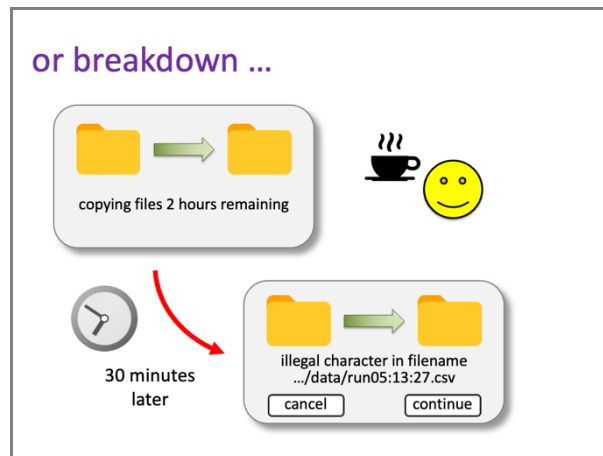 or breakdown ...
copying files 2 hours remaining
30 minutes
later
illegal character in filename
.../data/run05:13:27.csv
cancel
continue